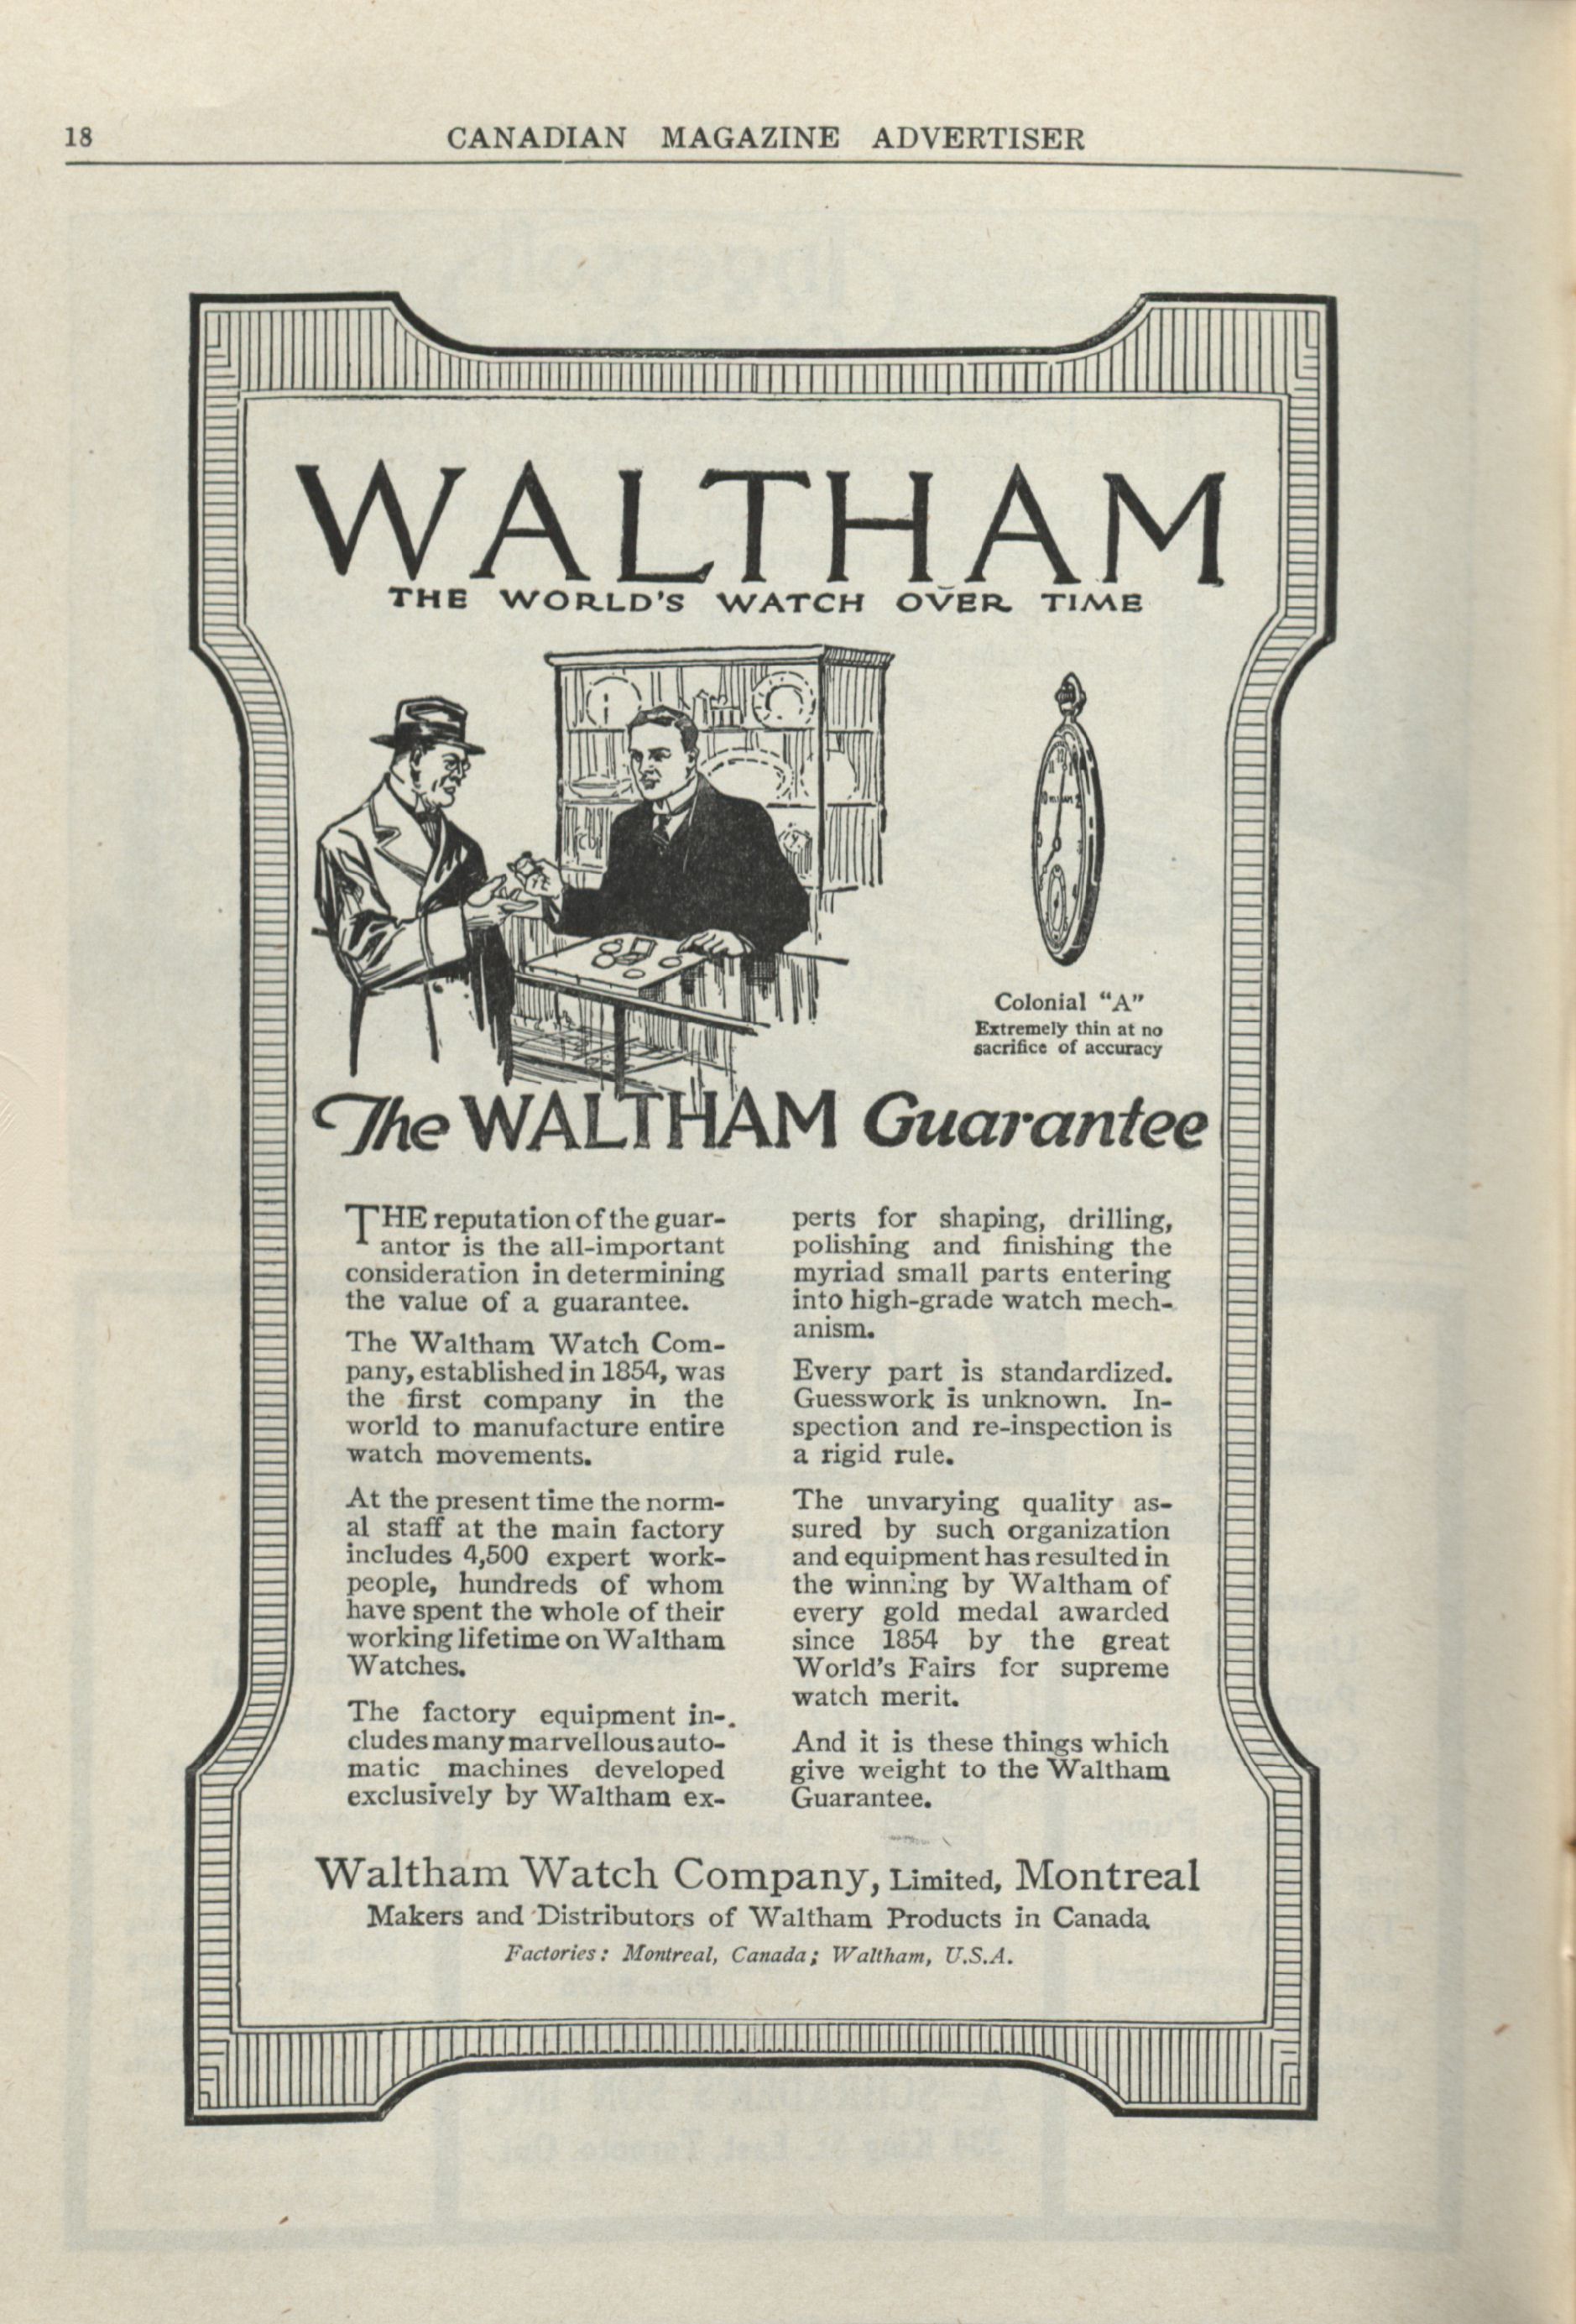 18
CANADIAN MAGAZINE ADVERTISER
WALTHAM
THE WORLD'S WATCH OVER TIME
Colonial "A"
Extremely thin at no
sacrifice of accuracy
The WALTHAM Guarantee
THE reputation of the guar-
antor is the all-important
consideration in determining
the value of a guarantee.
The Waltham Watch Com-
pany, established in 1854, was
the first company in the
world to manufacture entire
watch movements.
At the present time the norm-
al staff at the main factory
includes 4,500 expert work-
people, hundreds of whom
have spent the whole of their
working lifetime on Waltham
Watches.
The factory equipment in-
cludes many marvellous auto-
matic machines developed
exclusively by Waltham ex-
perts for shaping, drilling,
polishing and finishing the
myriad small parts entering
into high-grade watch mech-
anism.
Every part is standardized.
Guesswork is unknown. In-
spection and re-inspection is
a rigid rule.
The unvarying quality as-
sured by such organization
and equipment has resulted in
the winning by Waltham of
every gold medal awarded
since 1854 by the great
World's Fairs for supreme
watch merit.
And it is these things which
give weight to the Waltham
Guarantee.
Waltham Watch Company, Limited, Montreal
Makers and Distributors of Waltham Products in Canada
Factories: Montreal, Canada; Waltham, U.S.A.